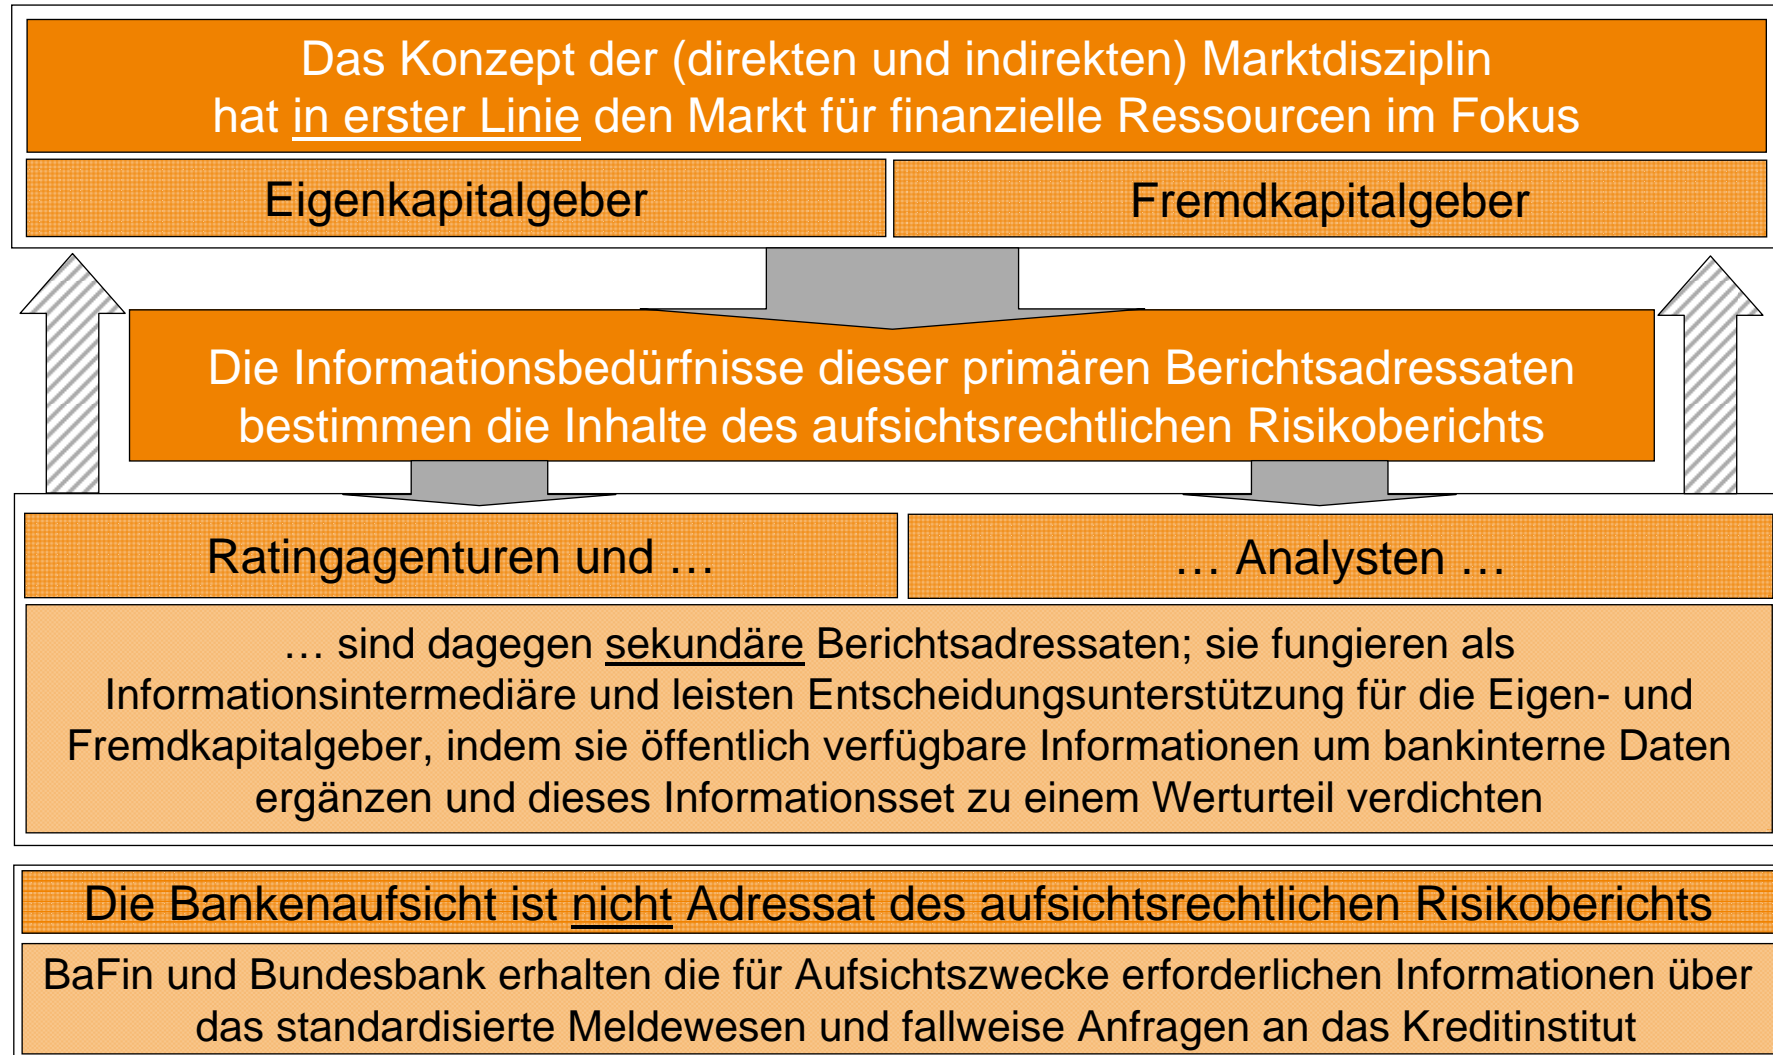 Das Konzept der (direkten und indirekten) Marktdisziplin
hat in erster Linie den Markt für finanzielle Ressourcen im Fokus
Eigenkapitalgeber
Fremdkapitalgeber
Die Informationsbedürfnisse dieser primären Berichtsadressaten
bestimmen die Inhalte des aufsichtsrechtlichen Risikoberichts
Ratingagenturen und …
… Analysten …
… sind dagegen sekundäre Berichtsadressaten; sie fungieren als
Informationsintermediäre und leisten Entscheidungsunterstützung für die Eigen- und
Fremdkapitalgeber, indem sie öffentlich verfügbare Informationen um bankinterne Daten
ergänzen und dieses Informationsset zu einem Werturteil verdichten
Die Bankenaufsicht ist nicht Adressat des aufsichtsrechtlichen Risikoberichts
BaFin und Bundesbank erhalten die für Aufsichtszwecke erforderlichen Informationen über
das standardisierte Meldewesen und fallweise Anfragen an das Kreditinstitut